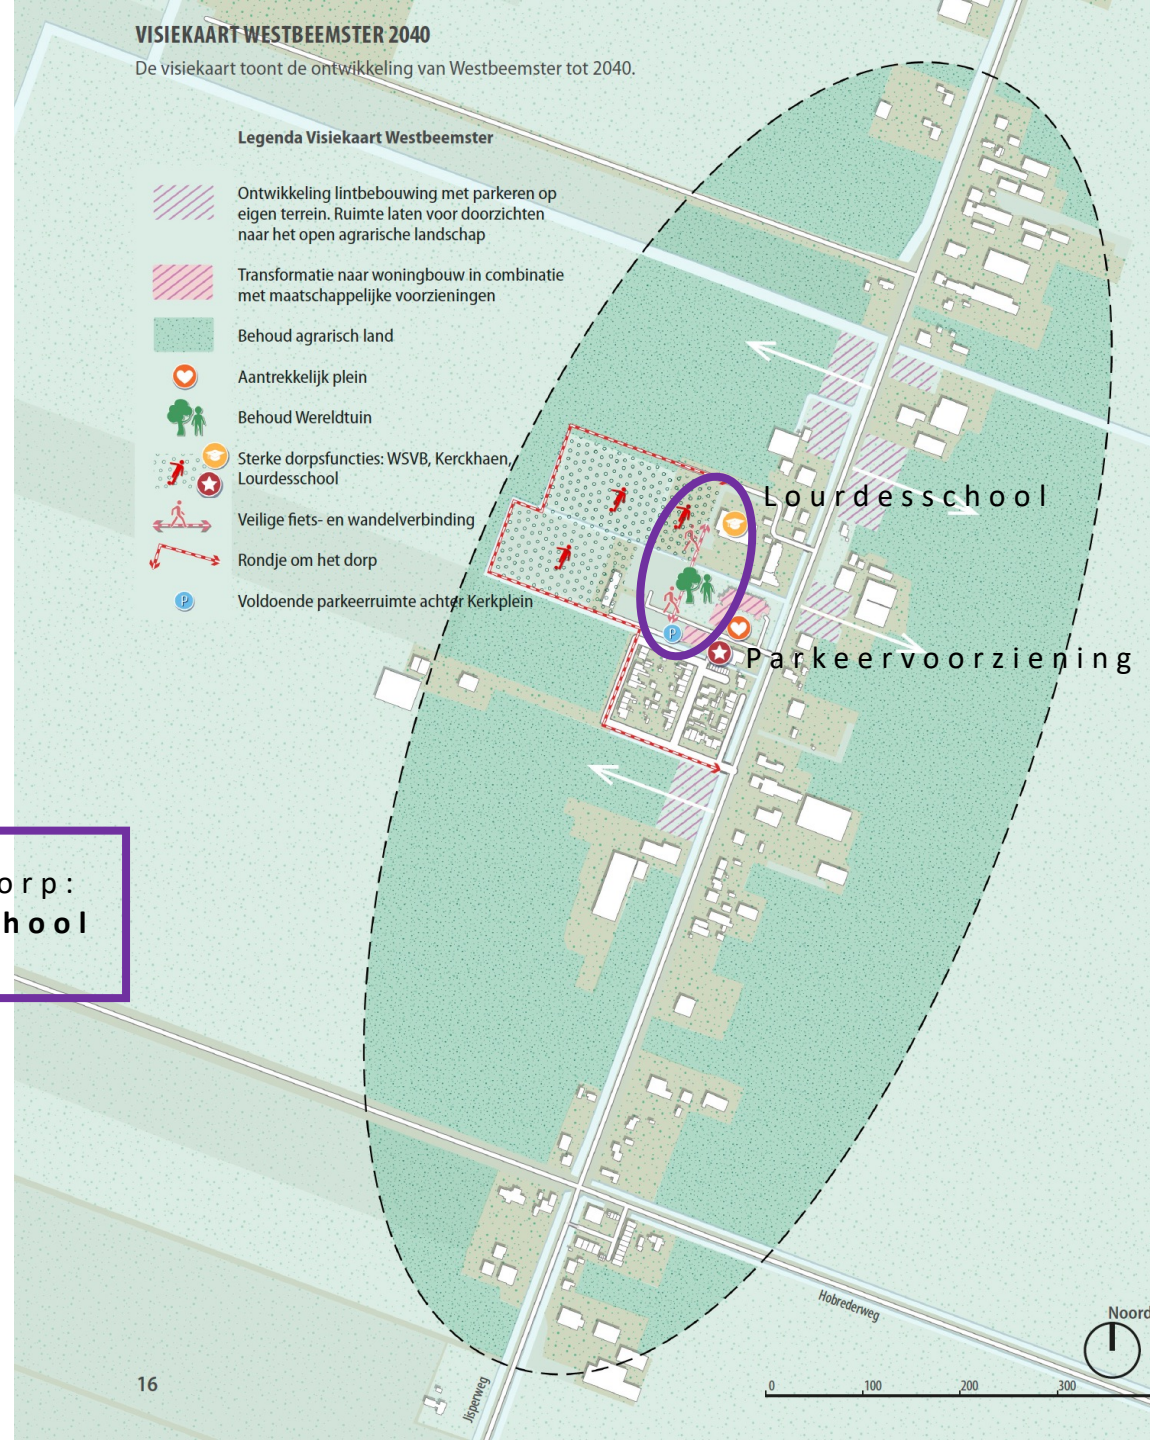 VISIEKAART WESTBEEMSTER 2040
De visiekaart toont de ontwikkeling van Westbeemster tot 2040.
Legenda Visiekaart Westbeemster
Ontwikkeling lintbebouwing met parkeren op
eigen terrein. Ruimte laten voor doorzichten
naar het open agrarische landschap
Transformatie naar woningbouw in combinatie
met maatschappelijke voorzieningen
Behoud agrarisch land
Aantrekkelijk plein
Behoud Wereldtuin
Sterke dorpsfuncties: WSVB, Kerckhaen,
Lourdesschool
Veilige fiets- en wandelverbinding
Rondje om het dorp
P Voldoende parkeerruimte achter Kerkplein
Lourdesschool
P
Parkeervoorziening
orp:
hool
Hobrederweg
Jisperweg
Noord
0 100 200 300
16